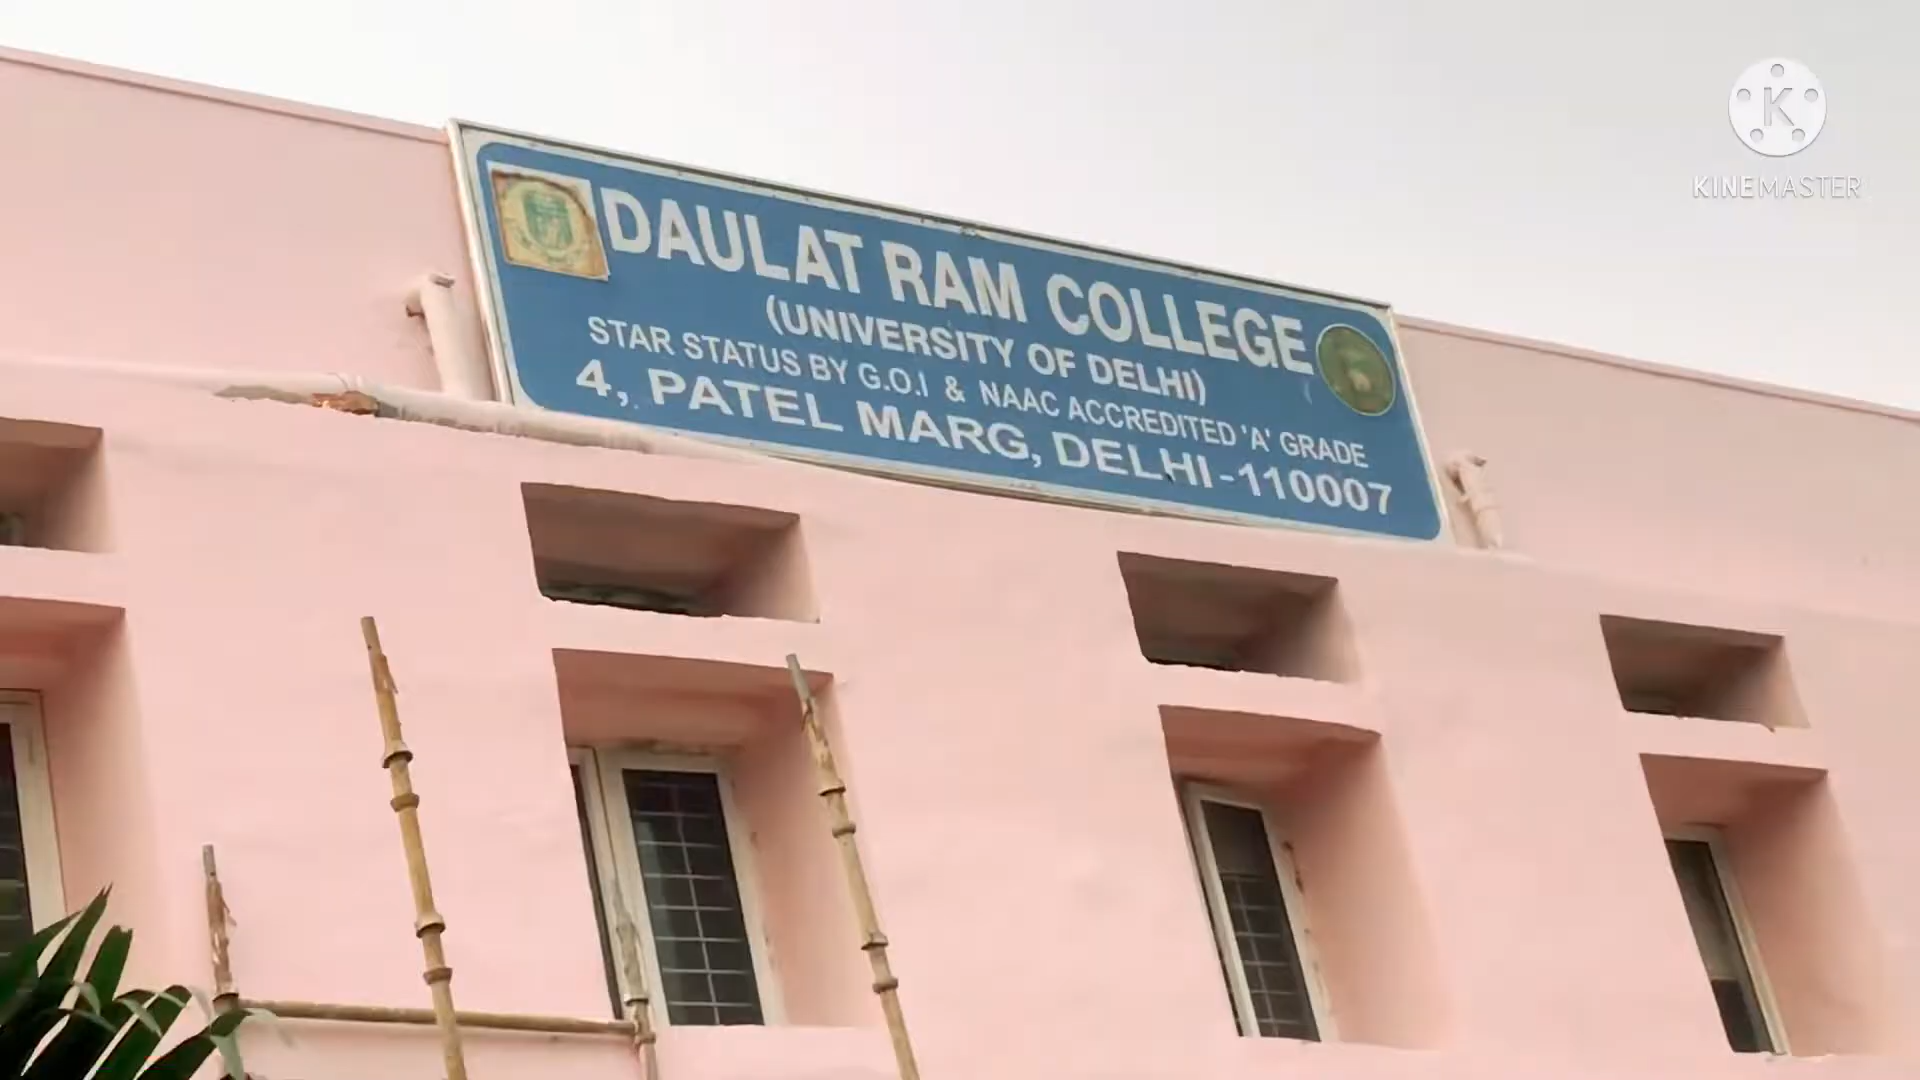 DAULAT RAM COLLEGE
(UNIVERSITY OF DELHI)
STAR STATUS BY G.O.I & NAAC ACCREDITED 'A' GRADE
4, PATEL MARG, DELHI-110007
K
KINEMASTER